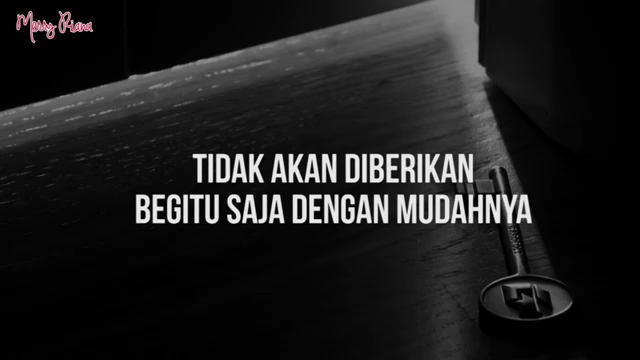 Merry Riana
TIDAK AKAN DIBERIKAN
BEGITU SAJA DENGAN MUDAHNYA